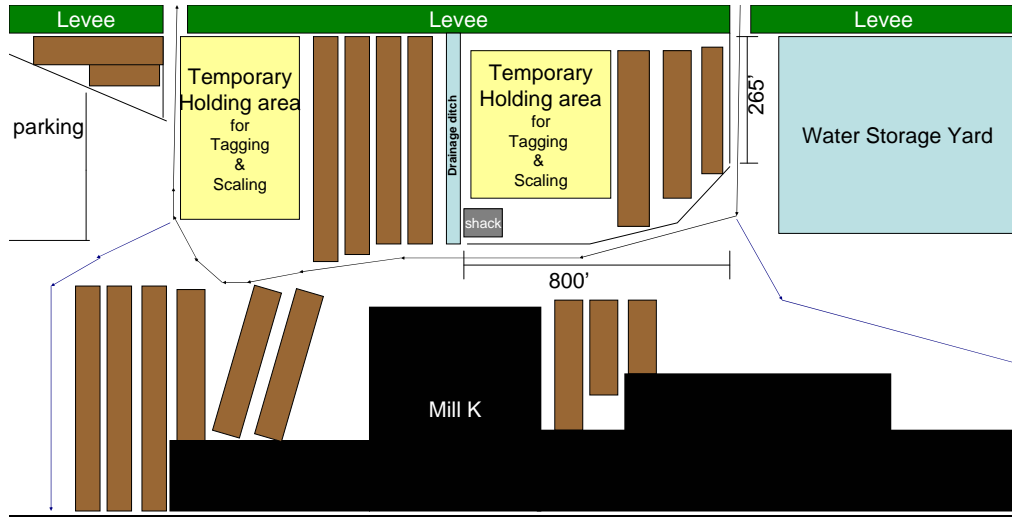 Levee
Levee
Levee
Temporary
Holding area
for
Tagging
&
Scaling
Drainage ditch
Temporary
Holding area
for
Tagging
&
Scaling
265’
parking
Water Storage Yard
shack
800’
Mill K